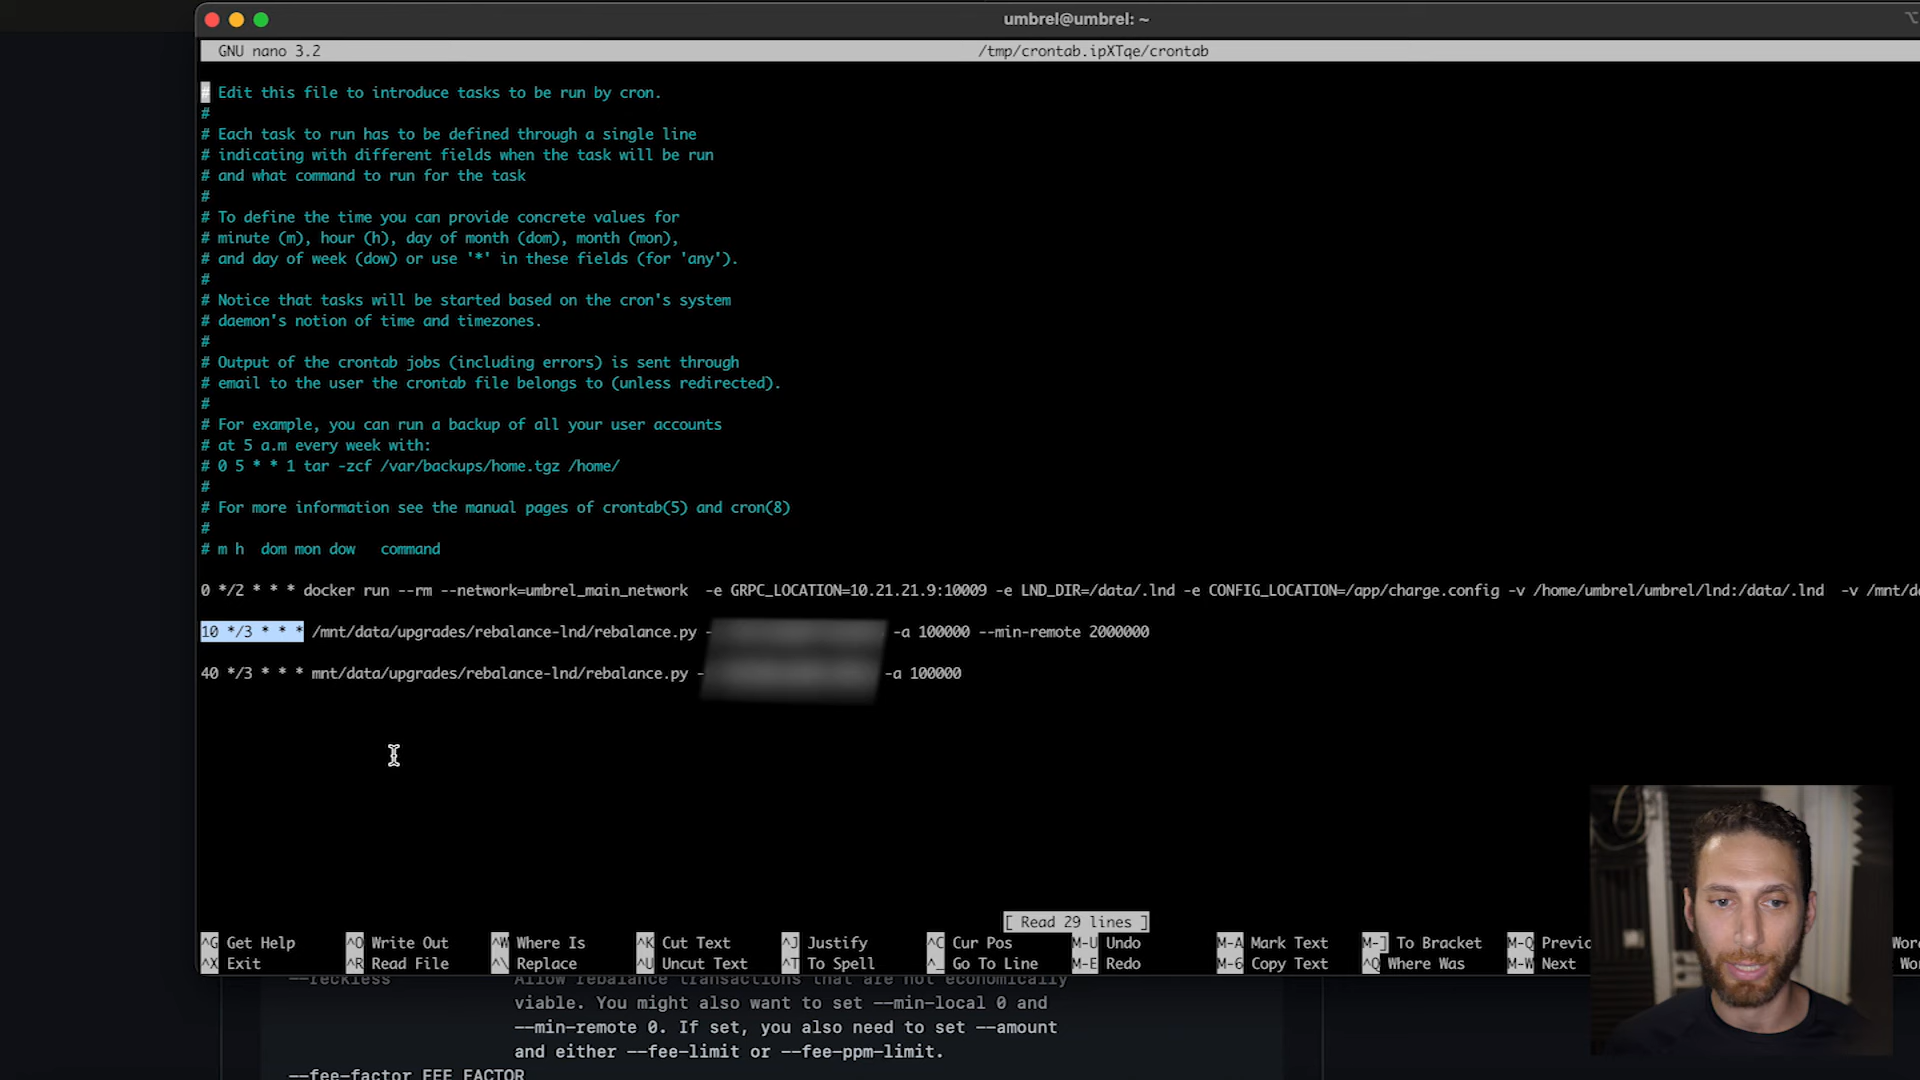 umbrel@umbrel: ~
GNU nano 3.2 /tmp/crontab.ipXTqe/crontab
# Edit this file to introduce tasks to be run by cron.
#
# Each task to run has to be defined through a single line
# indicating with different fields when the task will be run
# and what command to run for the task
#
# To define the time you can provide concrete values for
# minute (m), hour (h), day of month (dom), month (mon),
# and day of week (dow) or use '*' in these fields (for 'any').
#
# Notice that tasks will be started based on the cron's system
# daemon's notion of time and timezones.
#
# Output of the crontab jobs (including errors) is sent through
# email to the user the crontab file belongs to (unless redirected).
#
# For example, you can run a backup of all your user accounts
# at 5 a.m every week with:
# 0 5 * * 1 tar -zcf /var/backups/home.tgz /home/
#
# For more information see the manual pages of crontab(5) and cron(8)
#
# m h  dom mon dow   command
0 */2 * * * docker run --rm --network=umbrel_main_network  -e GRPC_LOCATION=10.21.21.9:10009 -e LND_DIR=/data/.lnd -e CONFIG_LOCATION=/app/charge.config -v /home/umbrel/umbrel/lnd:/data/.lnd  -v /mnt/d
10 */3 * * * /mnt/data/upgrades/rebalance-lnd/rebalance.py - -a 100000 --min-remote 2000000
40 */3 * * * mnt/data/upgrades/rebalance-lnd/rebalance.py - -a 100000
[ Read 29 lines ]
^G Get Help ^O Write Out ^W Where Is ^K Cut Text ^J Justify ^C Cur Pos M-U Undo M-A Mark Text M-] To Bracket M-Q Previo Wor
^X Exit ^R Read File ^\ Replace ^U Uncut Text ^T To Spell ^_ Go To Line M-E Redo M-6 Copy Text ^Q Where Was M-W Next Wor
--reckless Allow rebalance transactions that are not economically
viable. You might also want to set --min-local 0 and
--min-remote 0. If set, you also need to set --amount
and either --fee-limit or --fee-ppm-limit.
--fee-factor FEE_FACTOR